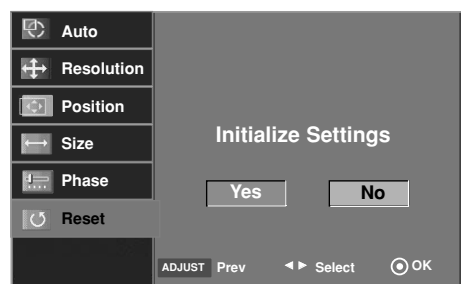 Auto
Resolution
Position
Size
Phase
Reset
Initialize Settings
Yes No
ADJUST Prev ◄► Select OK